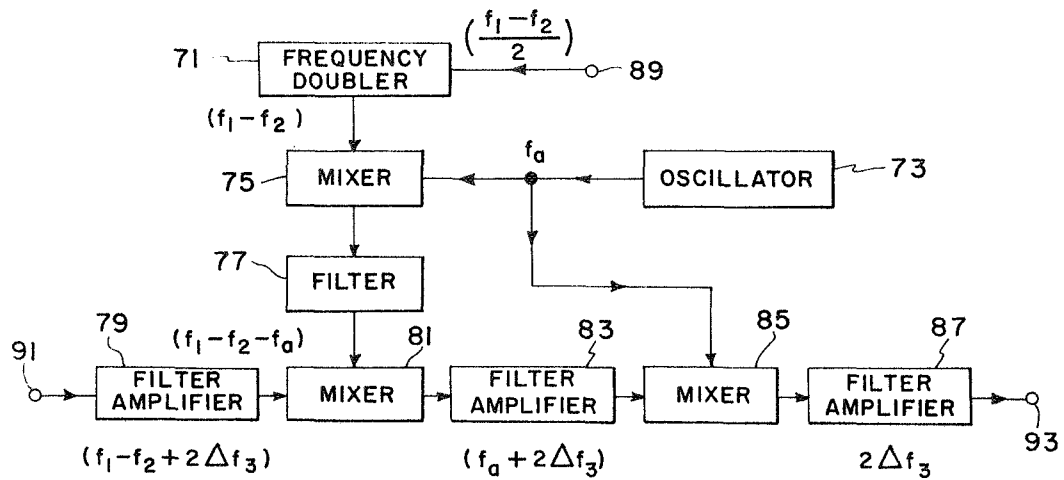 71
FREQUENCY
DOUBLER
(f₁-f₂/2)
89
(f₁-f₂)
fₐ
75
MIXER
OSCILLATOR
73
77
FILTER
91
79
(f₁-f₂-fₐ)
81
83
85
87
FILTER
AMPLIFIER
MIXER
FILTER
AMPLIFIER
MIXER
FILTER
AMPLIFIER
93
(f₁-f₂+2Δf₃)
(fₐ+2Δf₃)
2Δf₃